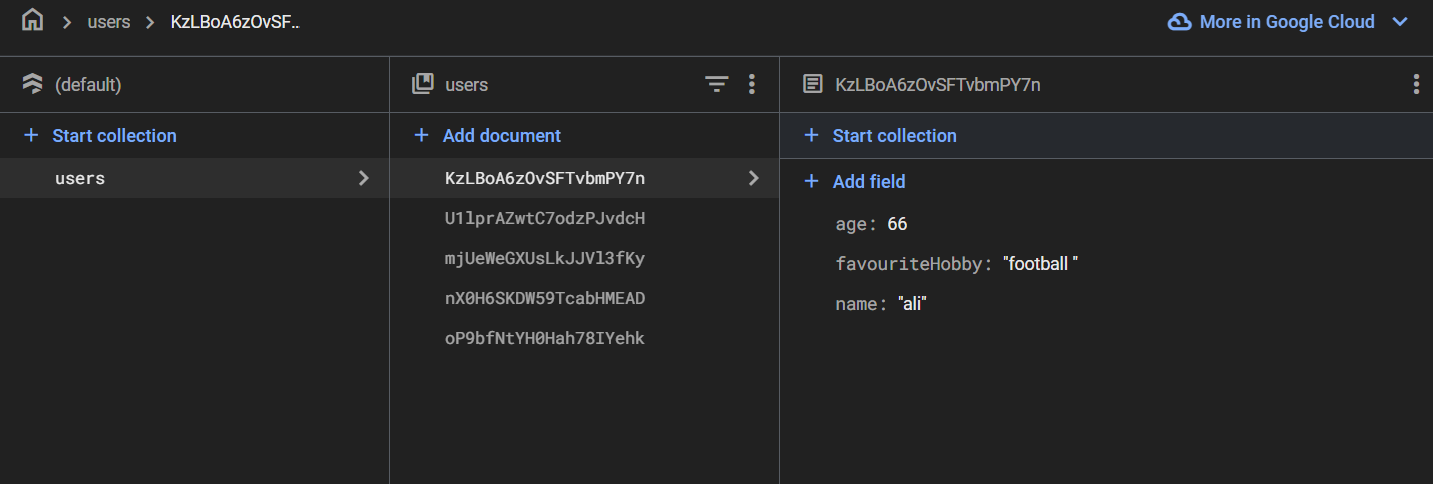 users KzLBoA6zOvSF.. More in Google Cloud
(default) users KzLBoA6zOvSFTvbmPY7n
+ Start collection + Add document + Start collection
users KzLBoA6zOvSFTvbmPY7n + Add field
U1lprAZwtC7odzPJvdcH age: 66
mjUeWeGXUsLkJJVl3fKy favouriteHobby: "football "
nX0H6SKDW59TcabHMEAD name: "ali"
oP9bfNtYH0Hah78IYehk